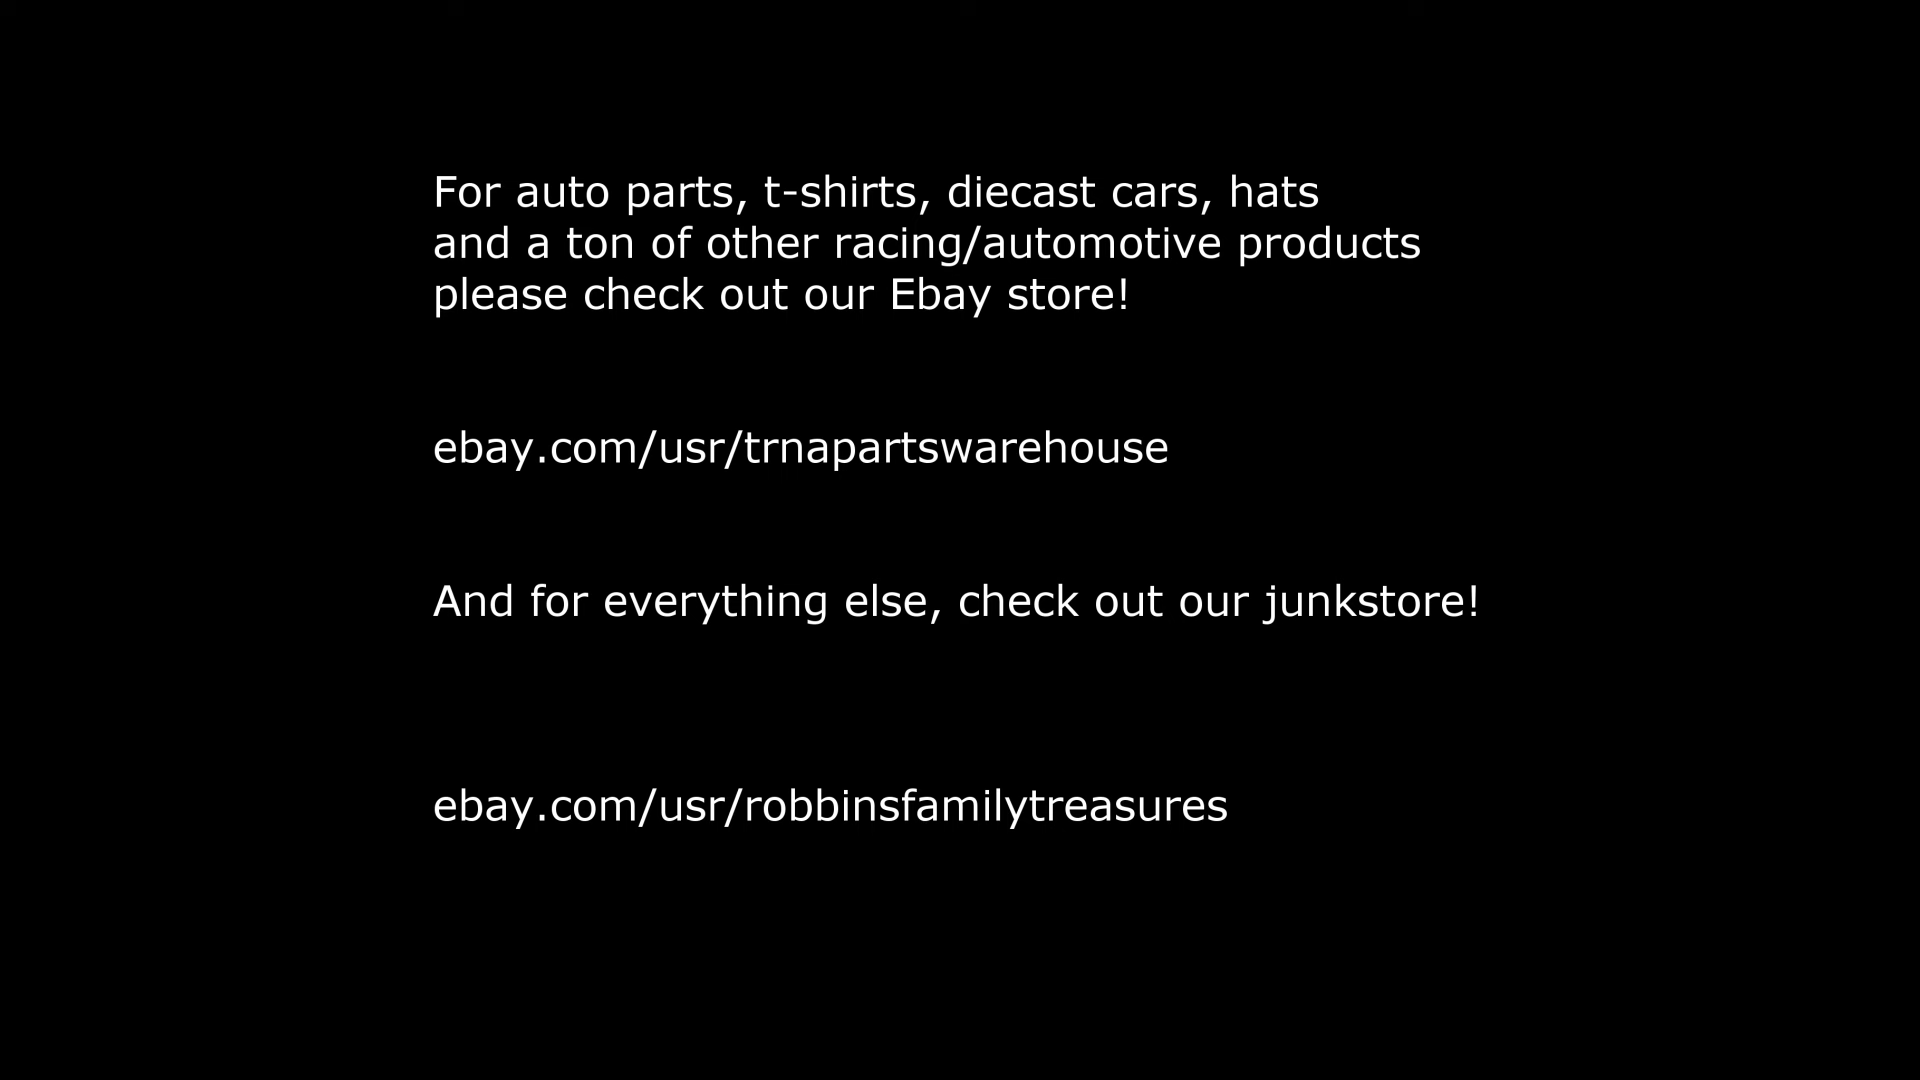 For auto parts, t-shirts, diecast cars, hats
and a ton of other racing/automotive products
please check out our Ebay store!
ebay.com/usr/trnapartswarehouse
And for everything else, check out our junkstore!
ebay.com/usr/robbinsfamilytreasures